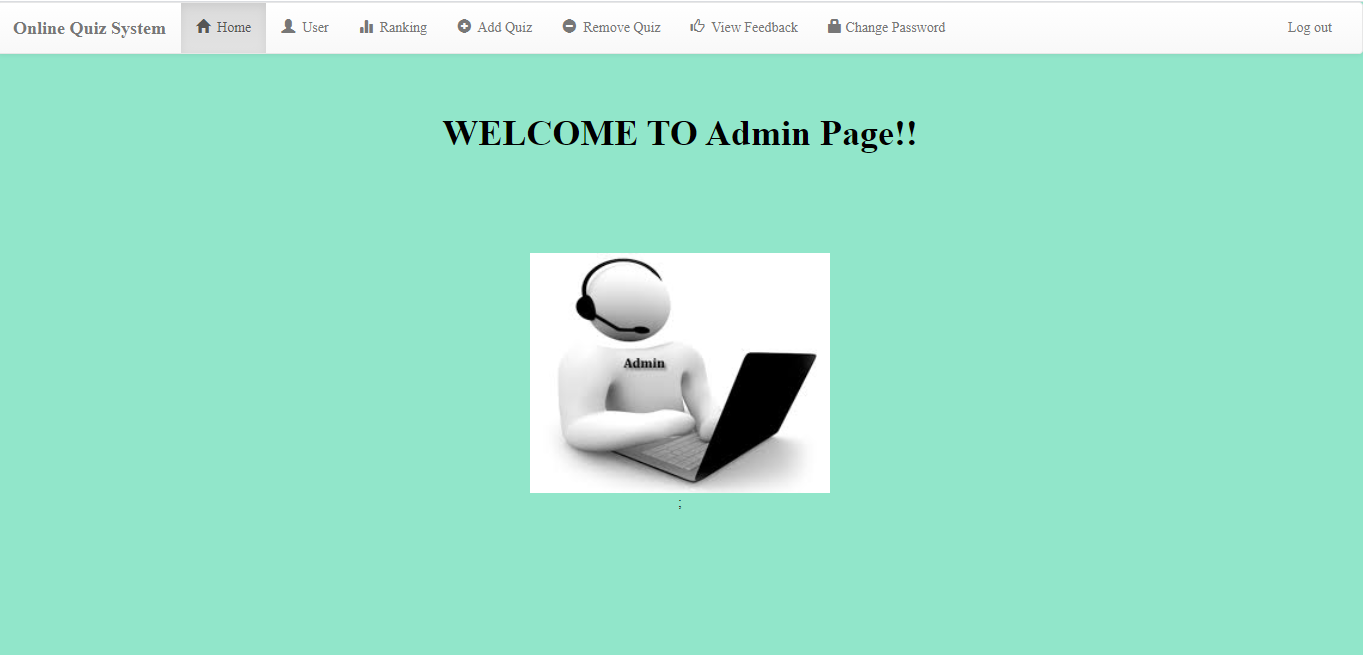 Online Quiz System Home User Ranking Add Quiz Remove Quiz View Feedback Change Password Log out
WELCOME TO Admin Page!!
Admin
;